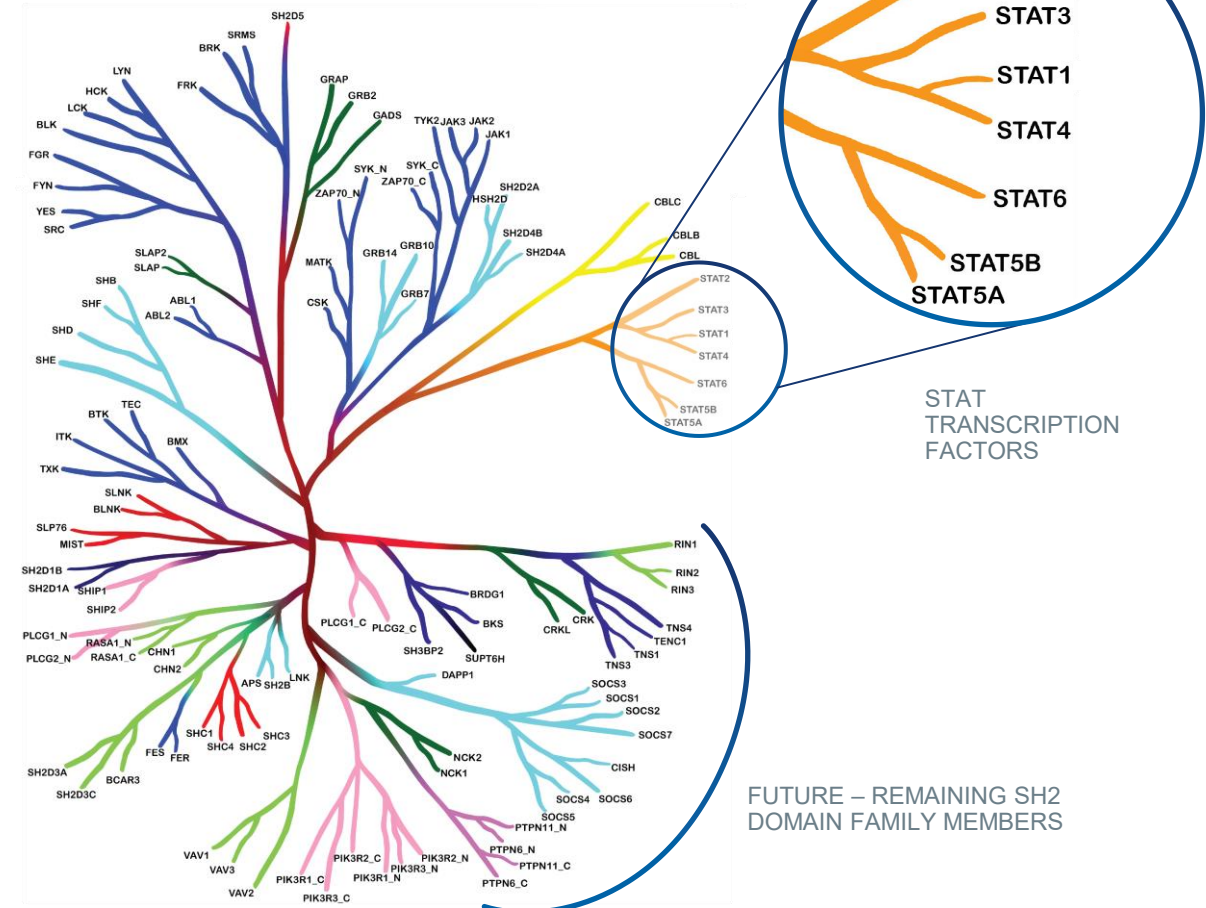 SH2D5
SRMS
BRK
FRK
LYN
HCK
LCK
BLK
FGR
FYN
YES
SRC
GRAP
GRB2
GADS
TYK2
JAK3
JAK2
JAK1
SYK_N
SYK_C
ZAP70_N
ZAP70_C
SH2D2A
HSH2D
SH2D4B
SH2D4A
GRB14
GRB10
GRB7
MATK
CSK
SLAP2
SLAP
ABL1
ABL2
SHB
SHF
SHD
SHE
CBLC
CBLB
CBL
STAT2
STAT3
STAT1
STAT4
STAT6
STAT5B
STAT5A
STAT3
STAT1
STAT4
STAT6
STAT5B
STAT5A
STAT
TRANSCRIPTION
FACTORS
TEC
BTK
ITK
BMX
TXK
SLNK
BLNK
SLP76
MIST
SH2D1B
SH2D1A
SHIP1
SHIP2
PLCG1_N
RASA1_N
PLCG2_N
RASA1_C
CHN1
CHN2
APS
SH2B
LNK
SHC1
SHC4
SHC2
SHC3
FES
FER
SH2D3A
BCAR3
SH2D3C
PLCG1_C
PLCG2_C
BRDG1
BKS
SH3BP2
SUPT6H
CRKL
CRK
RIN1
RIN2
RIN3
TNS4
TENC1
TNS1
TNS3
DAPP1
SOCS3
SOCS1
SOCS2
SOCS7
CISH
SOCS6
SOCS4
SOCS5
NCK2
NCK1
PTPN11_N
PTPN6_N
PTPN11_C
PTPN6_C
VAV1
VAV3
VAV2
PIK3R2_C
PIK3R2_N
PIK3R3_N
PIK3R1_C
PIK3R1_N
PIK3R3_C
FUTURE – REMAINING SH2
DOMAIN FAMILY MEMBERS